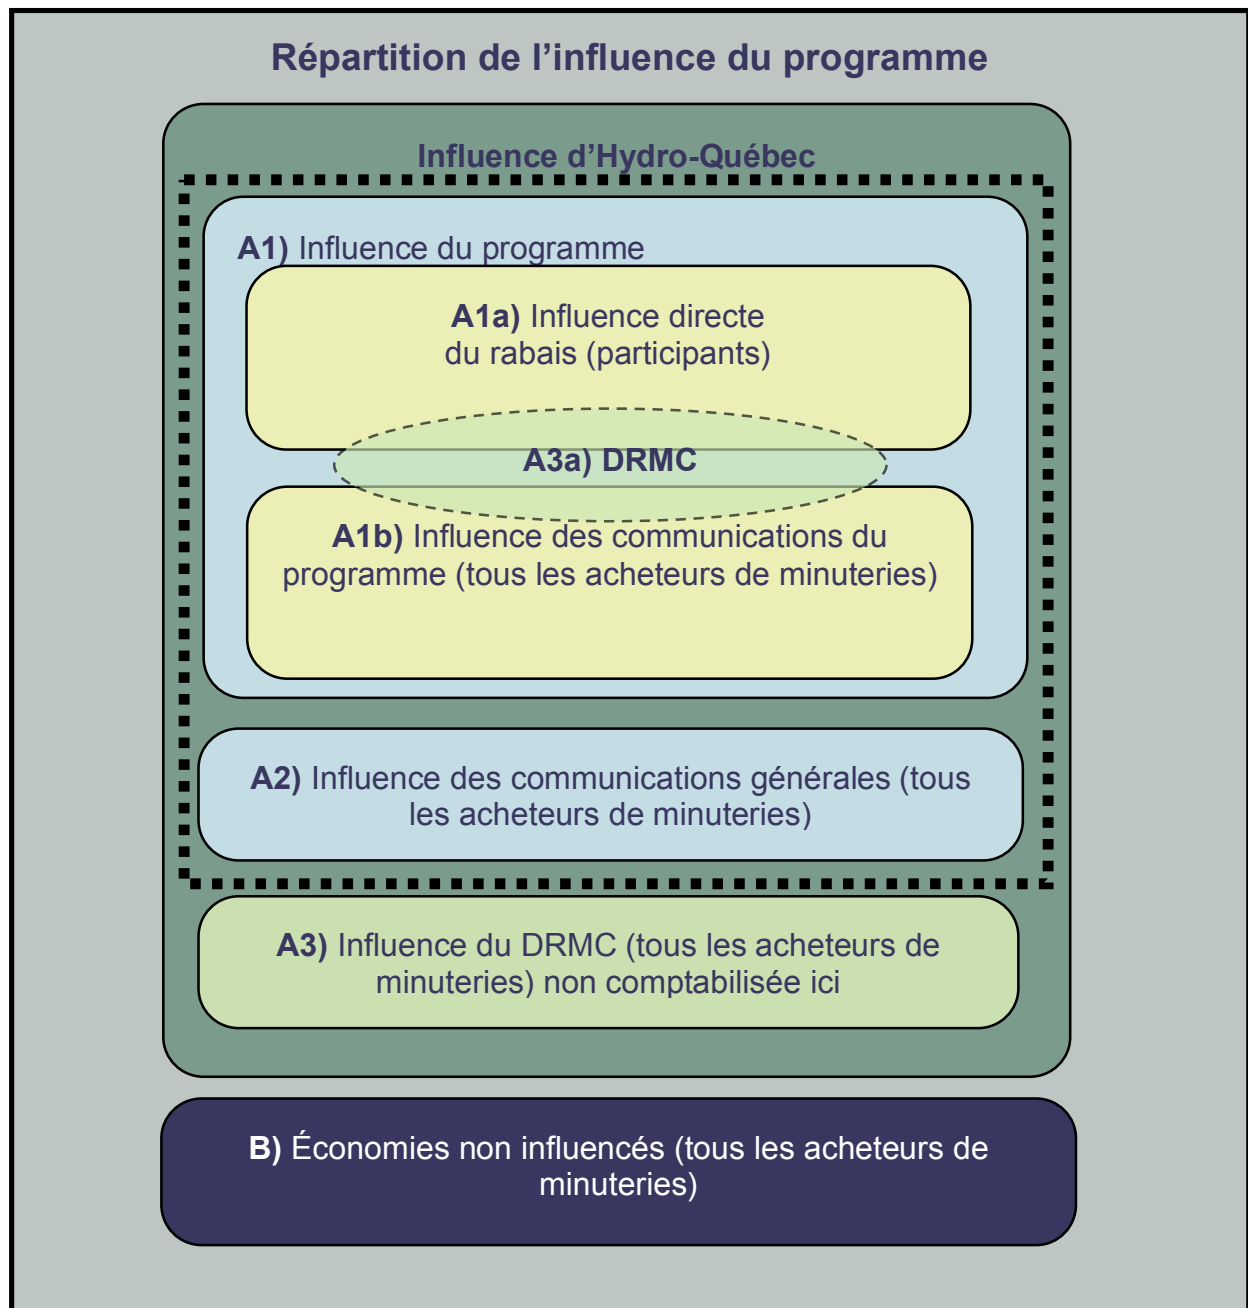 Répartition de l’influence du programme
Influence d’Hydro-Québec
A1) Influence du programme
A1a) Influence directe
du rabais (participants)
A3a) DRMC
A1b) Influence des communications du
programme (tous les acheteurs de minuteries)
A2) Influence des communications générales (tous
les acheteurs de minuteries)
A3) Influence du DRMC (tous les acheteurs de
minuteries) non comptabilisée ici
B) Économies non influencés (tous les acheteurs de
minuteries)